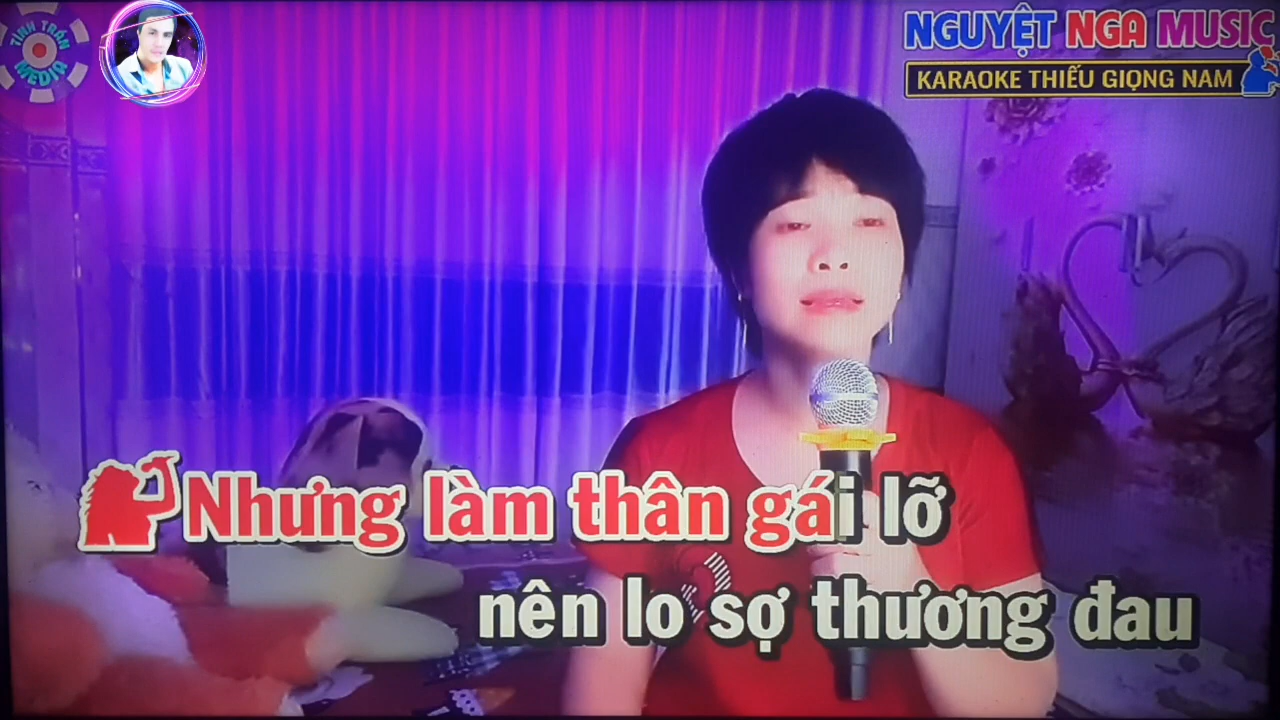 TÌNH TRẦN
MEDIA
NGUYỆT NGA MUSIC
KARAOKE THIẾU GIỌNG NAM
Nhưng làm thân gái lỡ
nên lo sợ thương đau